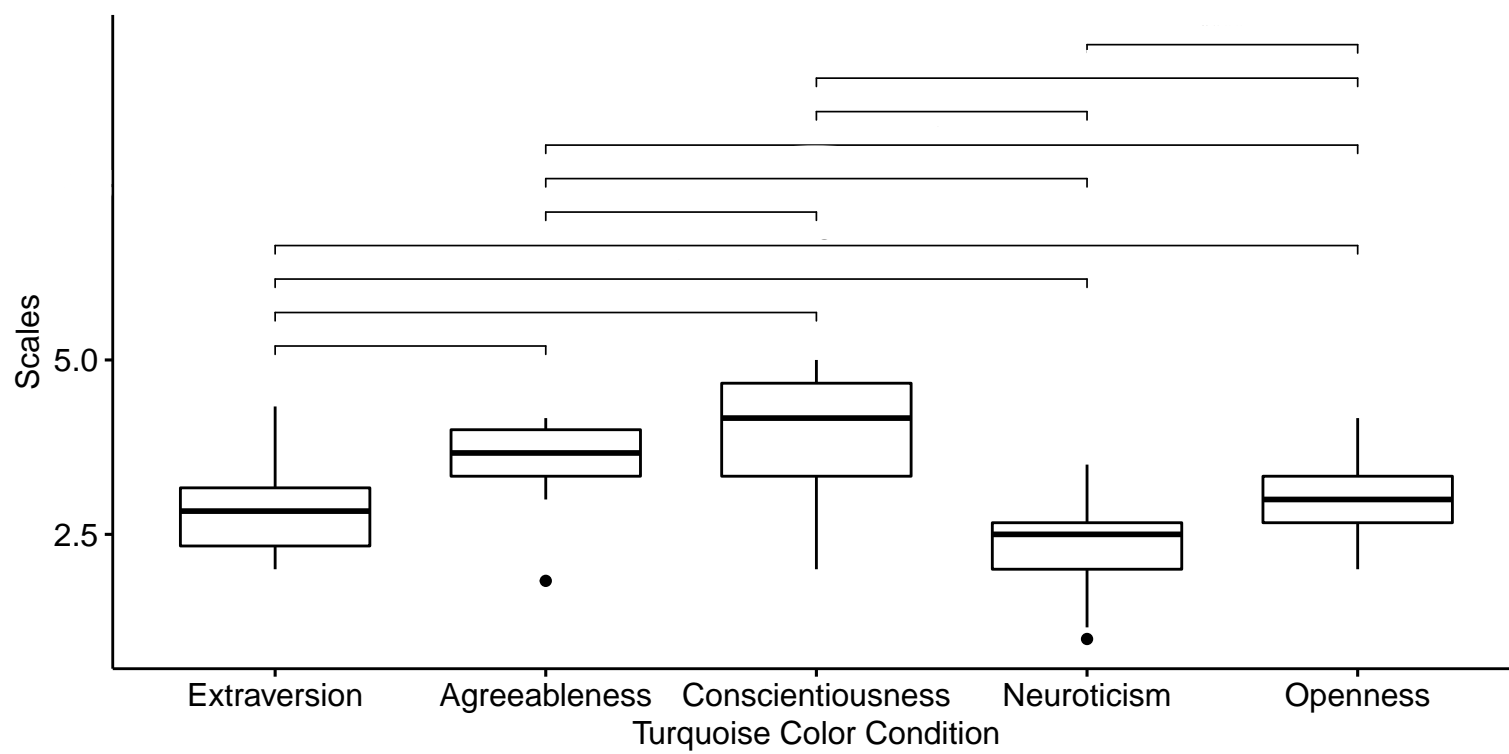 Scales
5.0
2.5
Extraversion Agreeableness Conscientiousness Neuroticism Openness
Turquoise Color Condition